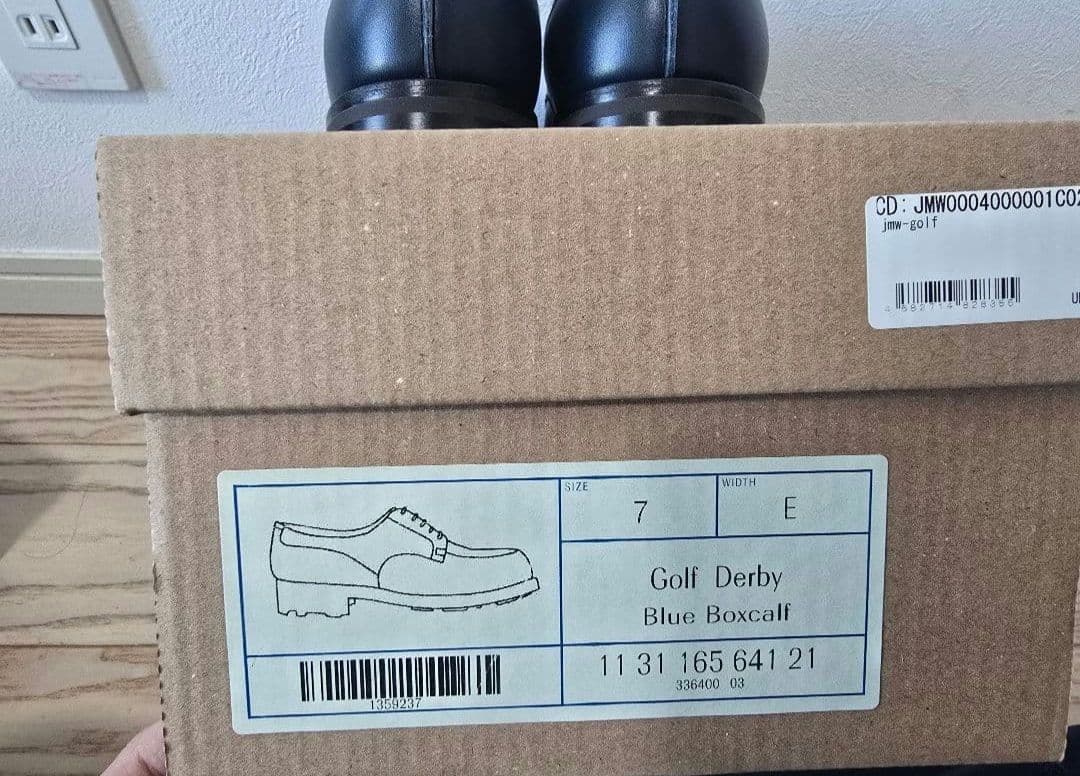 CD: JMW0004000001C02
jmw-golf
SIZE
7
WIDTH
E
Golf Derby
Blue Boxcalf
11 31 165 641 21
336400 03
1359237